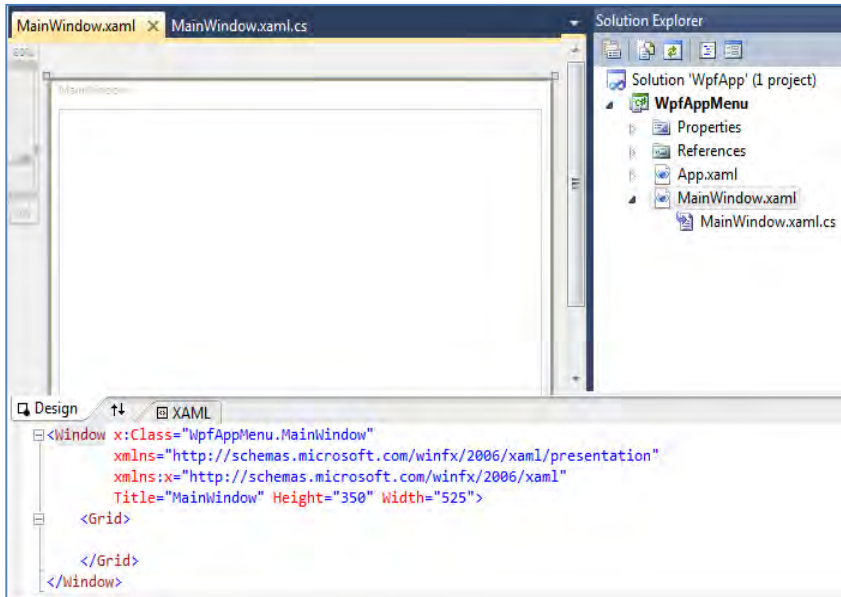 MainWindow.xaml MainWindow.xaml.cs
Solution Explorer
Solution 'WpfApp' (1 project)
WpfAppMenu
Properties
References
App.xaml
MainWindow.xaml
MainWindow.xaml.cs
MainWindow
Design XAML
<Window x:Class="WpfAppMenu.MainWindow"
xmlns="http://schemas.microsoft.com/winfx/2006/xaml/presentation"
xmlns:x="http://schemas.microsoft.com/winfx/2006/xaml"
Title="MainWindow" Height="350" Width="525">
<Grid>
</Grid>
</Window>